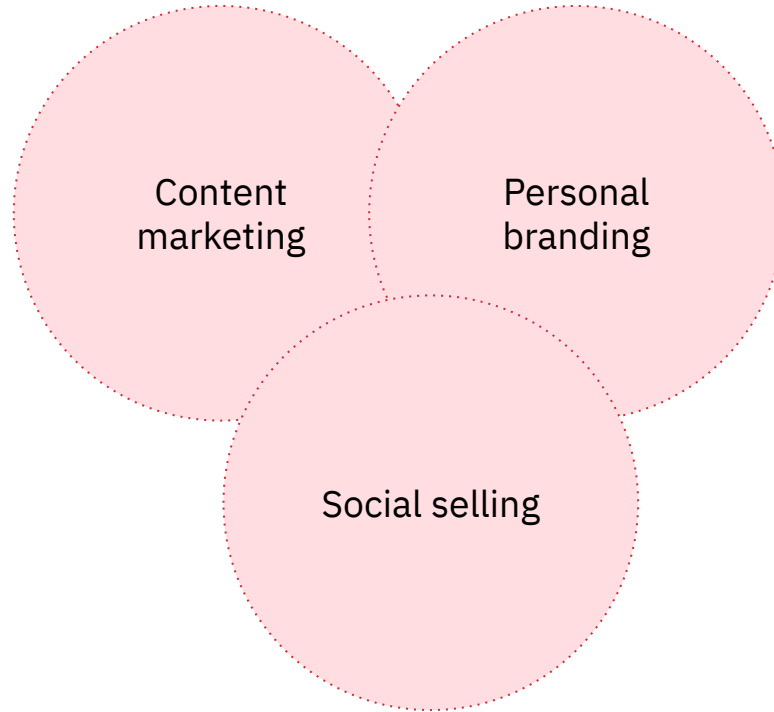 Content
marketing
Personal
branding
Social selling